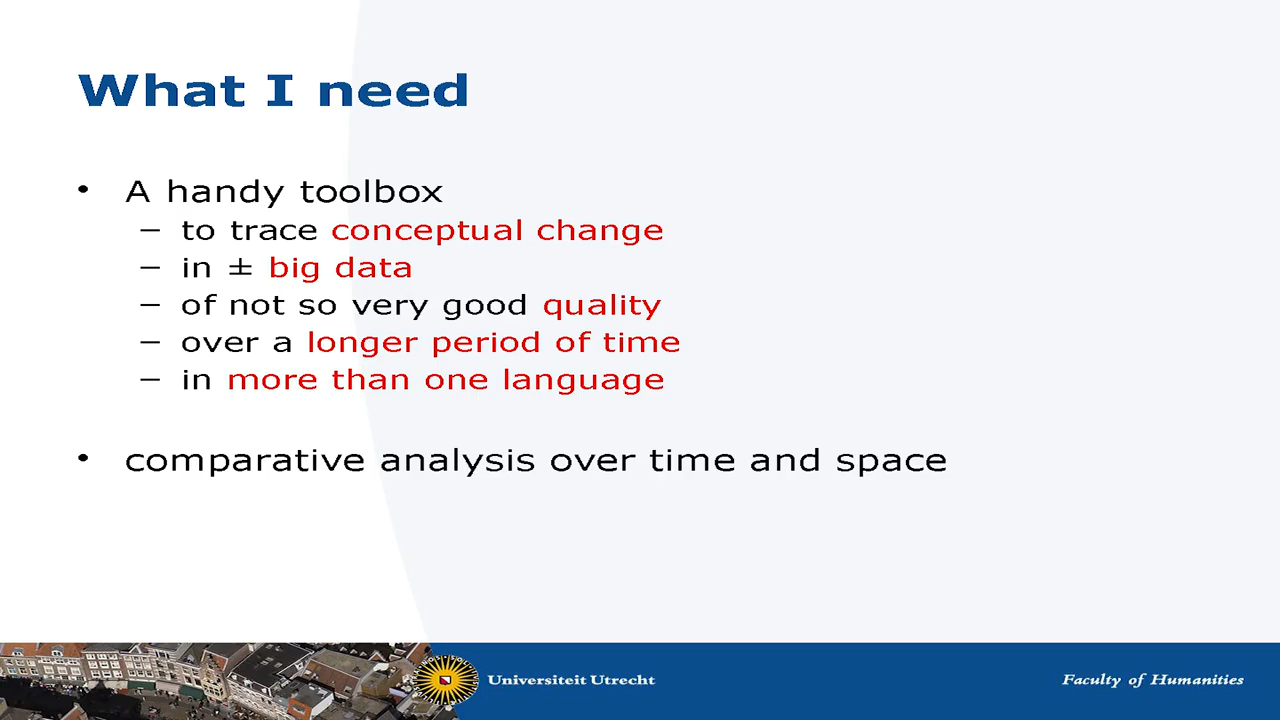 What I need
• A handy toolbox
– to trace conceptual change
– in ± big data
– of not so very good quality
– over a longer period of time
– in more than one language
• comparative analysis over time and space
Universiteit Utrecht
Faculty of Humanities